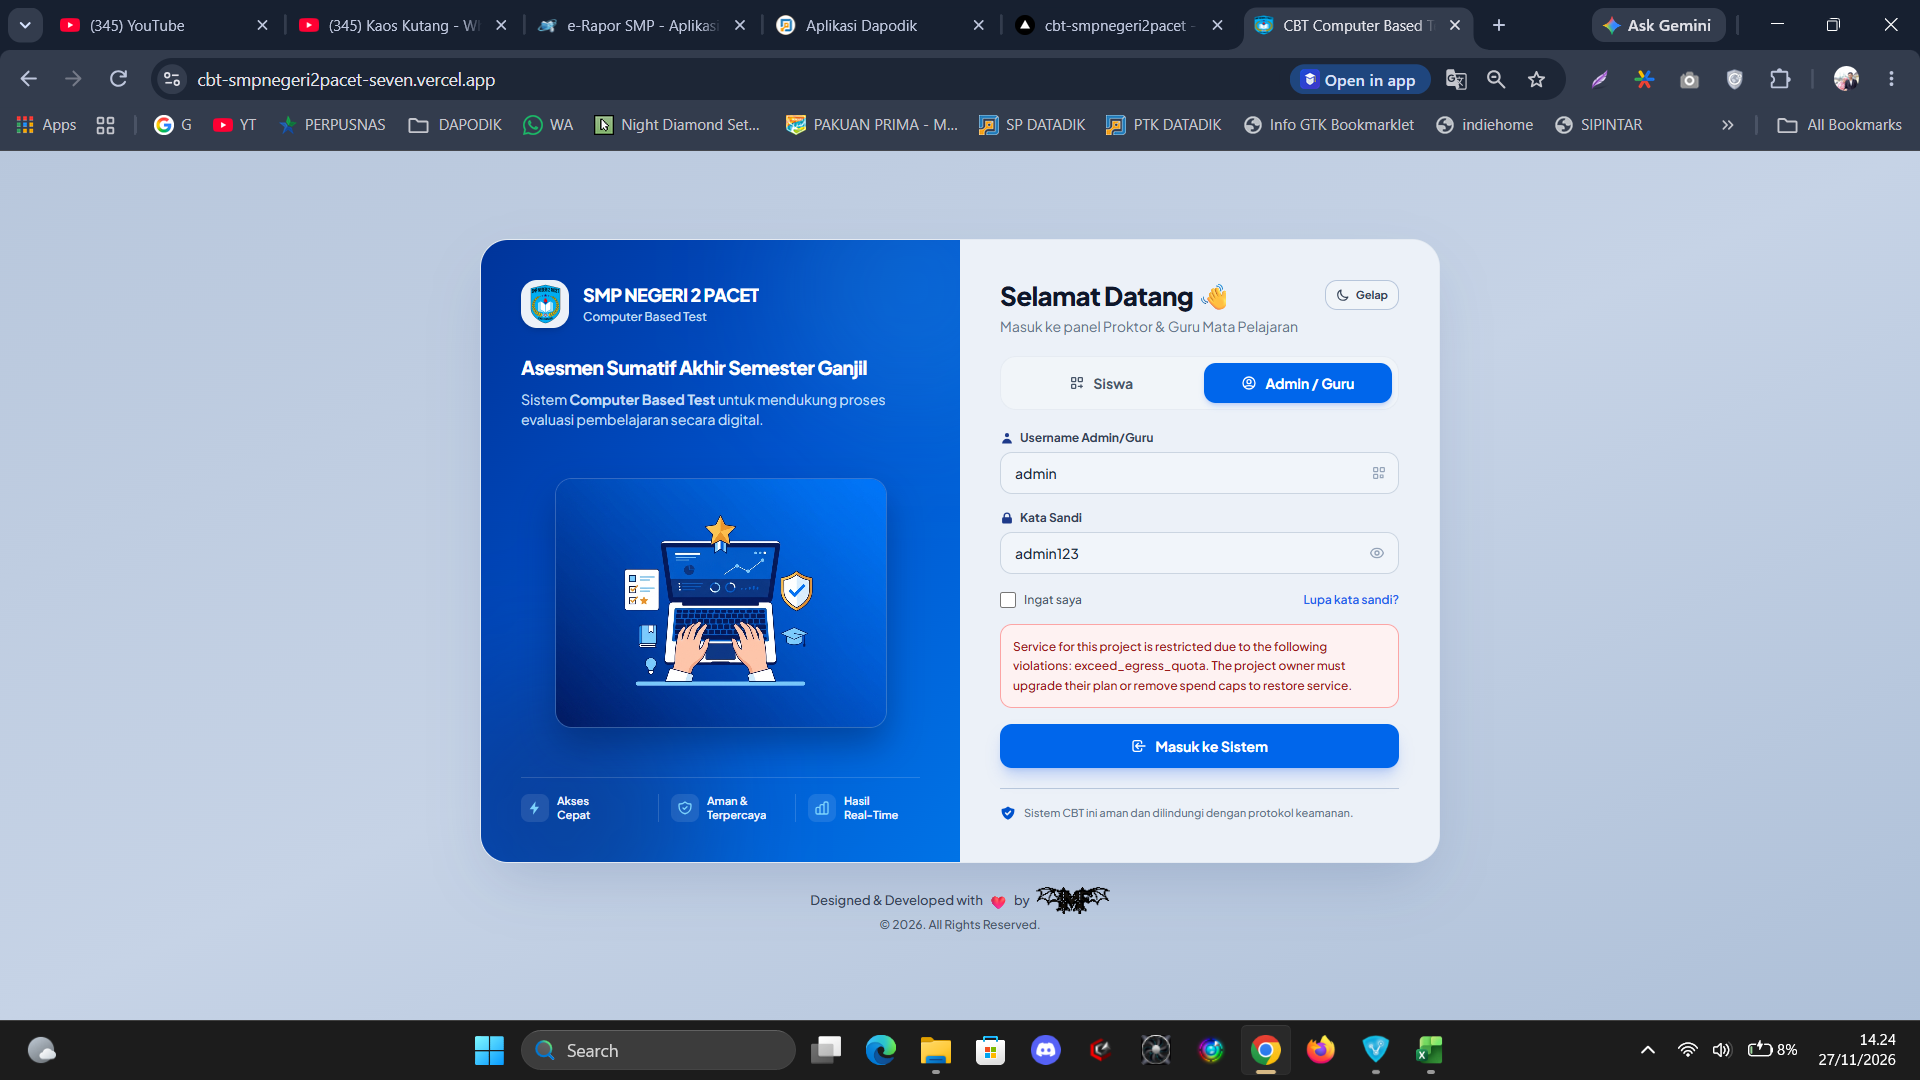 (345) YouTube
(345) Kaos Kutang - W
e-Rapor SMP - Aplikas
Aplikasi Dapodik
cbt-smpnegeri2pacet -
CBT Computer Based T
Ask Gemini
cbt-smpnegeri2pacet-seven.vercel.app
Open in app
Apps
G
YT
PERPUSNAS
DAPODIK
WA
Night Diamond Set...
PAKUAN PRIMA - M...
SP DATADIK
PTK DATADIK
Info GTK Bookmarklet
indiehome
SIPINTAR
All Bookmarks
SMP NEGERI 2 PACET
Computer Based Test
Asesmen Sumatif Akhir Semester Ganjil
Sistem Computer Based Test untuk mendukung proses
evaluasi pembelajaran secara digital.
Akses
Cepat
Aman &
Terpercaya
Hasil
Real-Time
Selamat Datang 👋
Gelap
Masuk ke panel Proktor & Guru Mata Pelajaran
Siswa
Admin / Guru
Username Admin/Guru
admin
Kata Sandi
admin123
Ingat saya
Lupa kata sandi?
Service for this project is restricted due to the following
violations: exceed_egress_quota. The project owner must
upgrade their plan or remove spend caps to restore service.
Masuk ke Sistem
Sistem CBT ini aman dan dilindungi dengan protokol keamanan.
Designed & Developed with ❤ by
© 2026. All Rights Reserved.
Search
8%
14.24
27/11/2026